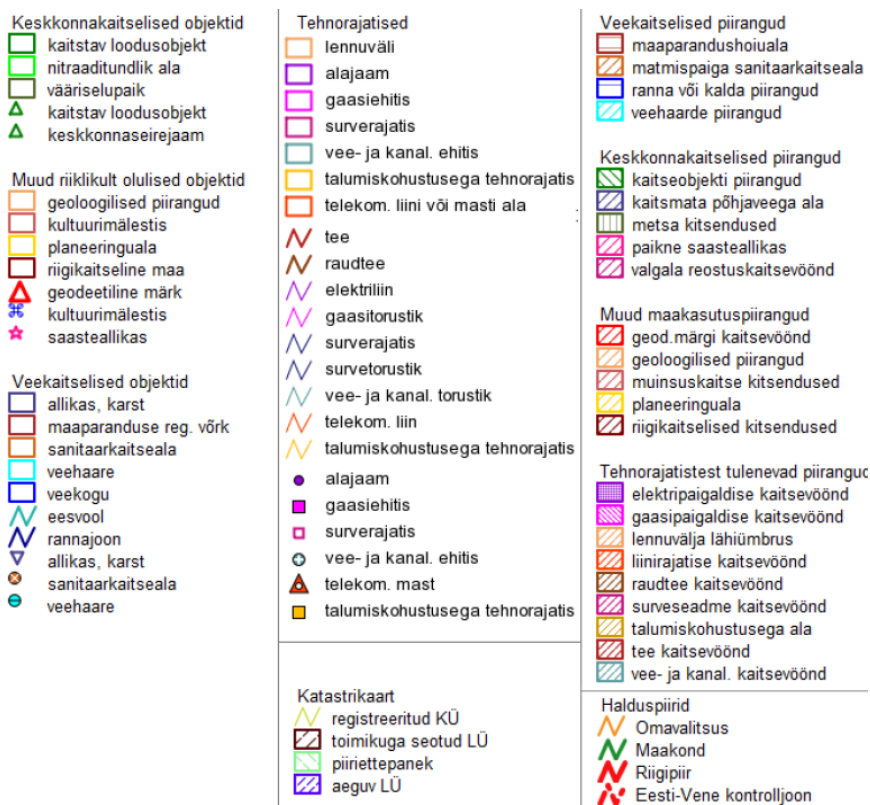 Keskkonnakaitselised objektid
kaitstav loodusobjekt
nitraaditundlik ala
vääriselupaik
kaitstav loodusobjekt
keskkonnaseirejaam
Muud riiklikult olulised objektid
geoloogilised piirangud
kultuurimälestis
planeeringuala
riigikaitseline maa
geodeetiline märk
kultuurimälestis
saasteallikas
Veekaitselised objektid
allikas, karst
maaparanduse reg. võrk
sanitaarkaitseala
veehaare
veekogu
eesvool
rannajoon
allikas, karst
sanitaarkaitseala
veehaare
Tehnorajatised
lennuväli
alajaam
gaasiehitis
surverajatis
vee- ja kanal. ehitis
talumiskohustusega tehnorajatis
telekom. liini või masti ala
tee
raudtee
elektriliin
gaasitorustik
surverajatis
survetorustik
vee- ja kanal. torustik
telekom. liin
talumiskohustusega tehnorajatis
alajaam
gaasiehitis
surverajatis
vee- ja kanal. ehitis
telekom. mast
talumiskohustusega tehnorajatis
Katastrikaart
registreeritud KÜ
toimikuga seotud LÜ
piiriettepanek
aeguv LÜ
Veekaitselised piirangud
maaparandushoiuala
matmispaiga sanitaarkaitseala
ranna või kalda piirangud
veehaarde piirangud
Keskkonnakaitselised piirangud
kaitseobjekti piirangud
kaitsmata põhjaveega ala
metsa kitsendused
paikne saasteallikas
valgala reostuskaitsevöönd
Muud maakasutuspiirangud
geod.märgi kaitsevöönd
geoloogilised piirangud
muinsuskaitse kitsendused
planeeringuala
riigikaitselised kitsendused
Tehnorajatistest tulenevad piirangud
elektripaigaldise kaitsevöönd
gaasipaigaldise kaitsevöönd
lennuvälja lähiümbrus
liinirajatise kaitsevöönd
raudtee kaitsevöönd
surveseadme kaitsevöönd
talumiskohustusega ala
tee kaitsevöönd
vee- ja kanal. kaitsevöönd
Halduspiirid
Omavalitsus
Maakond
Riigipiir
Eesti-Vene kontrolljoon